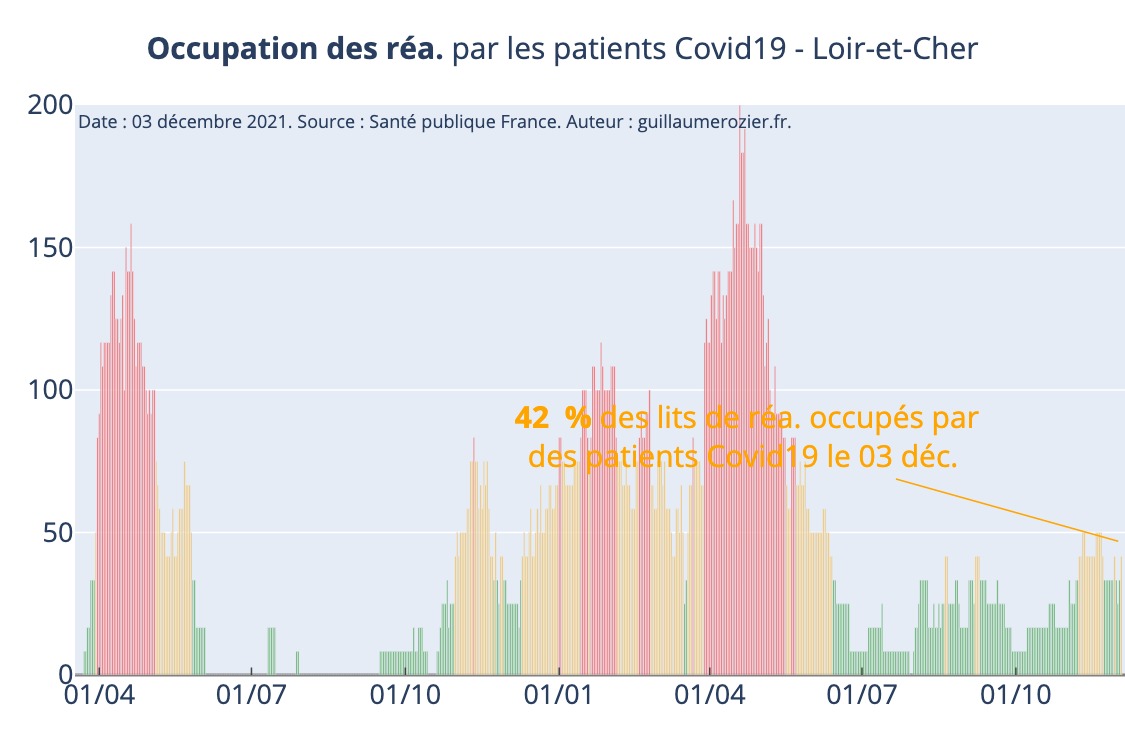 Occupation des réa. par les patients Covid19 - Loir-et-Cher
200
Date : 03 décembre 2021. Source : Santé publique France. Auteur : guillaumerozier.fr.
150
100
42 % des lits de réa. occupés par
des patients Covid19 le 03 déc.
50
0
01/04 01/07 01/10 01/01 01/04 01/07 01/10